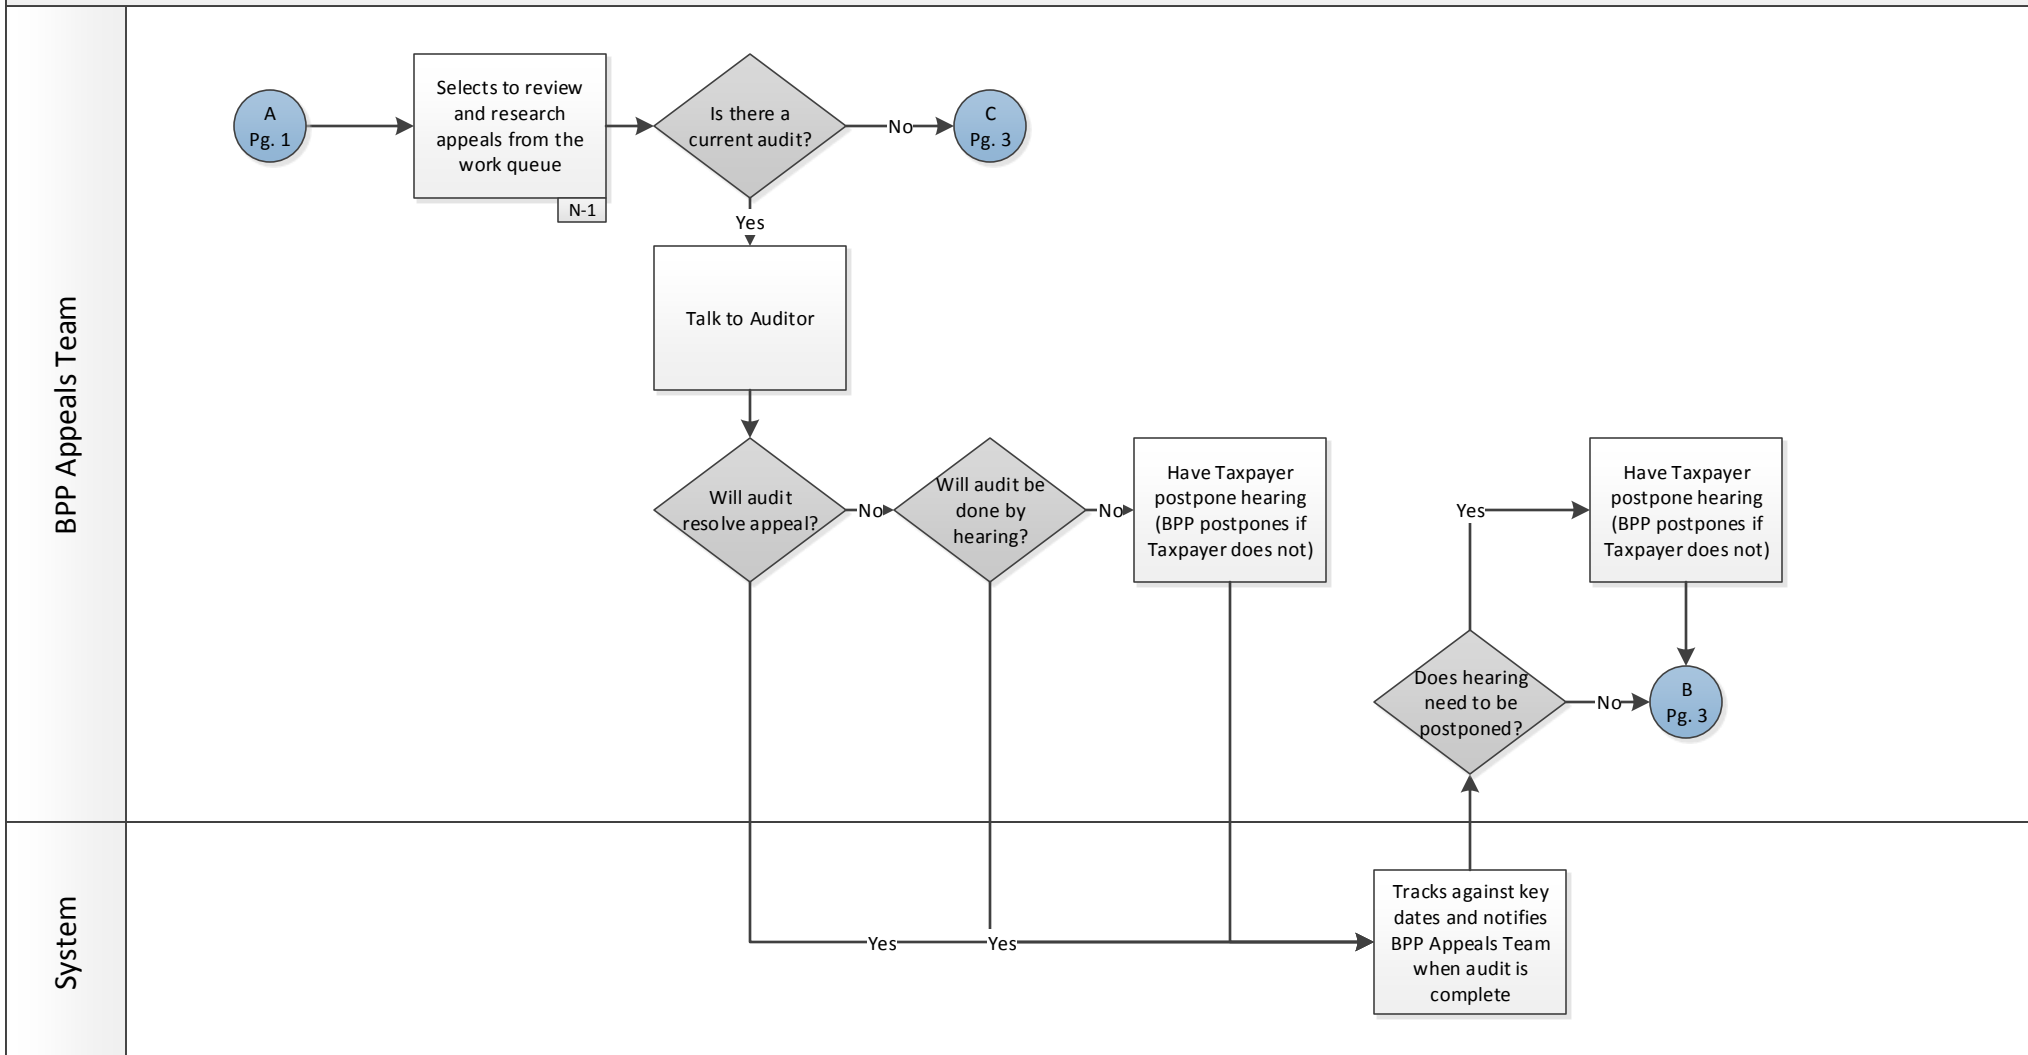 BPP Appeals Team
A
Pg. 1
Selects to review
and research
appeals from the
work queue
N-1
Is there a
current audit?
No
C
Pg. 3
Yes
Talk to Auditor
Will audit
resolve appeal?
No
Will audit be
done by
hearing?
No
Have Taxpayer
postpone hearing
(BPP postpones if
Taxpayer does not)
Yes
Have Taxpayer
postpone hearing
(BPP postpones if
Taxpayer does not)
Does hearing
need to be
postponed?
No
B
Pg. 3
System
Yes
Yes
Tracks against key
dates and notifies
BPP Appeals Team
when audit is
complete